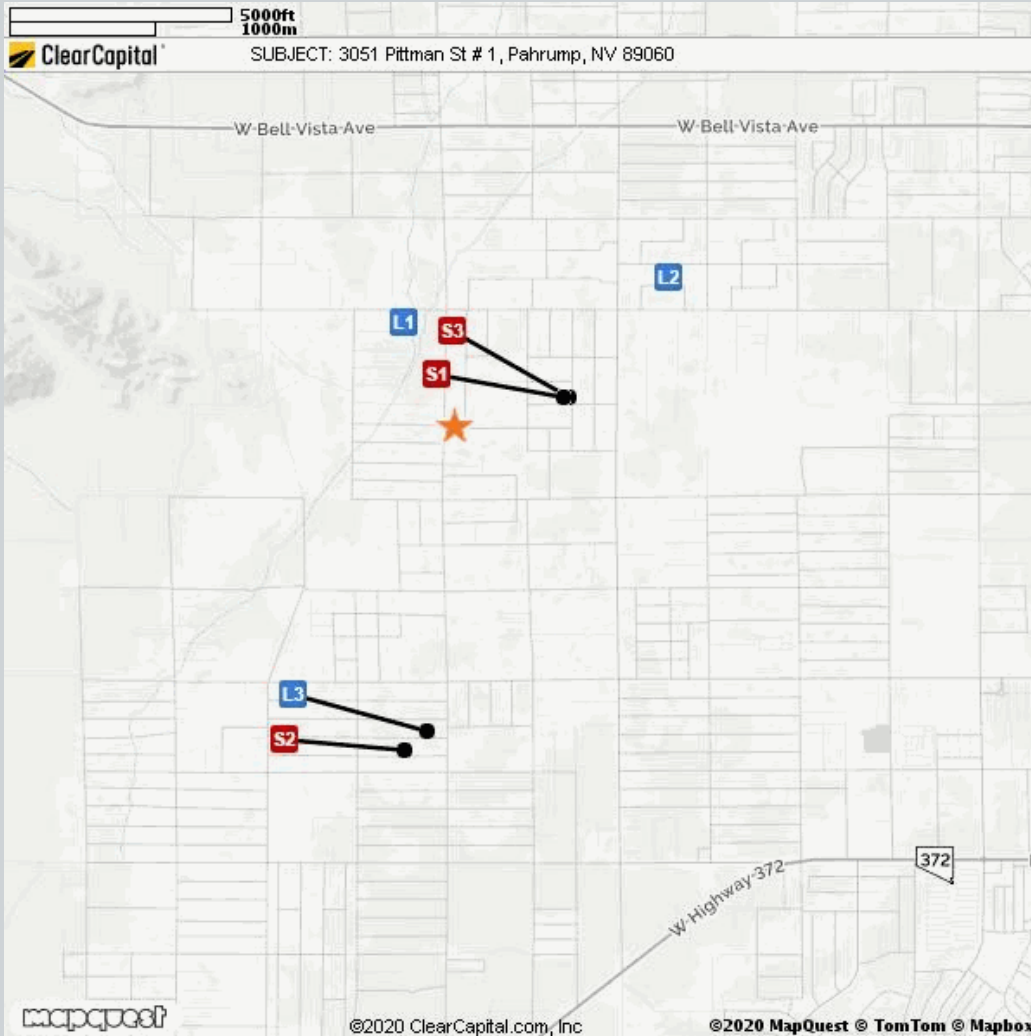 5000ft
1000m
ClearCapital SUBJECT: 3051 Pittman St # 1, Pahrump, NV 89060
W Bell Vista Ave W Bell Vista Ave
L2
L1
S3
S1
L3
S2
372
W Highway 372
mapquest ©2020 ClearCapital.com, Inc ©2020 MapQuest © TomTom © Mapbox